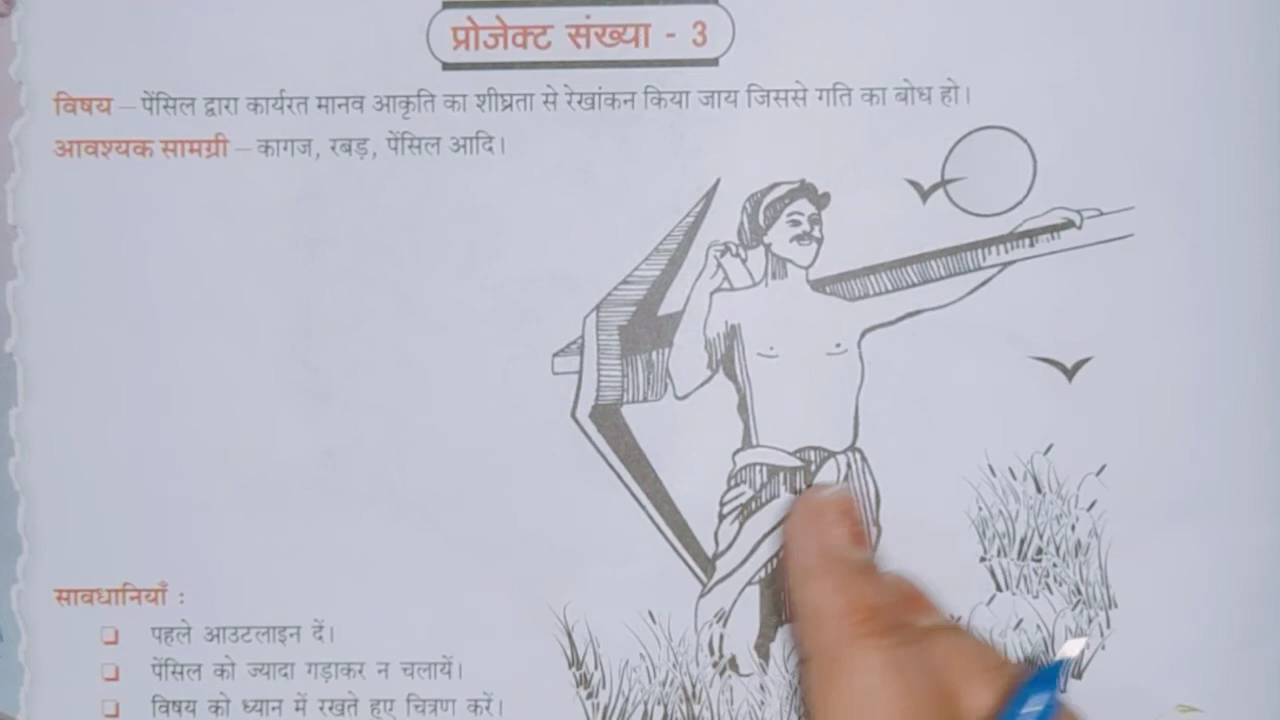 प्रोजेक्ट संख्या - 3
विषय – पेंसिल द्वारा कार्यरत मानव आकृति का शीघ्रता से रेखांकन किया जाय जिससे गति का बोध हो।
आवश्यक सामग्री – कागज, रबड़, पेंसिल आदि।
सावधानियाँ :
पहले आउटलाइन दें।
पेंसिल को ज्यादा गड़ाकर न चलायें।
विषय को ध्यान में रखते हुए चित्रण करें।